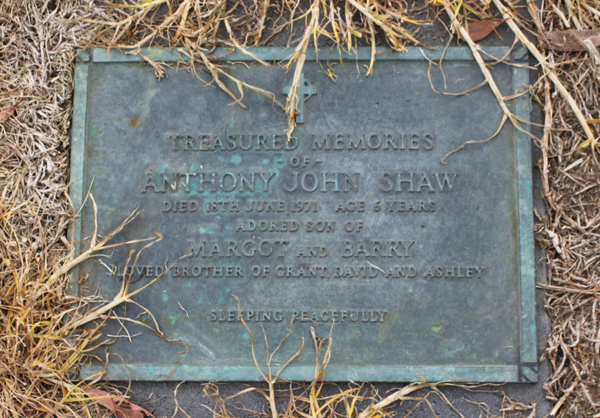 TREASURED MEMORIES
- OF -
ANTHONY JOHN SHAW
DIED 18TH JUNE 1971 AGE 6 YEARS
ADORED SON OF
MARGOT AND BARRY
LOVED BROTHER OF GRANT, DAVID AND ASHLEY
SLEEPING PEACEFULLY